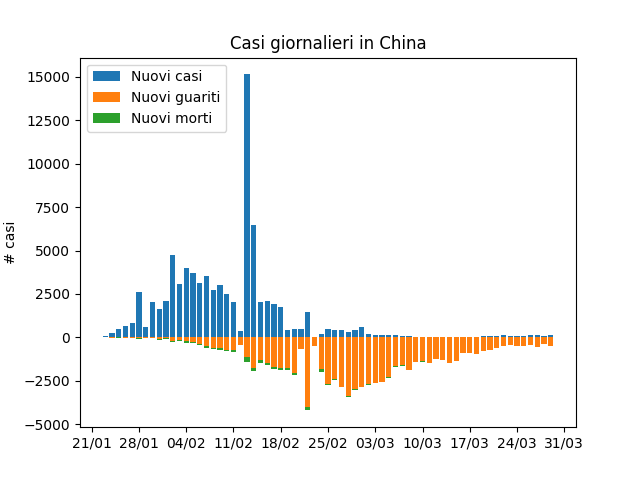 Casi giornalieri in China
Nuovi casi
Nuovi guariti
Nuovi morti
# casi
15000
12500
10000
7500
5000
2500
0
−2500
−5000
21/01 28/01 04/02 11/02 18/02 25/02 03/03 10/03 17/03 24/03 31/03